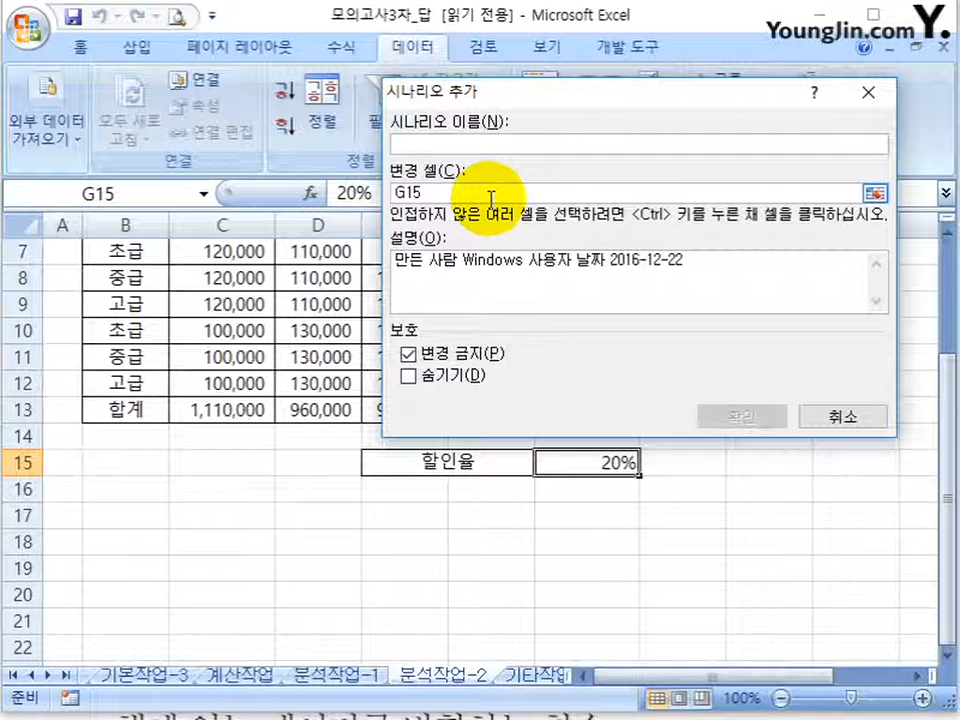 모의고사3차_답 [읽기 전용] - Microsoft Excel
YoungJin.com Y.
홈 삽입 페이지 레이아웃 수식 데이터 검토 보기 개발 도구
외부 데이터 가져오기
모두 새로 고침
연결
속성
연결 편집
연결
정렬
정렬
시나리오 추가
시나리오 이름(N):
변경 셀(C):
G15
인접하지 않은 여러 셀을 선택하려면 <Ctrl> 키를 누른 채 셀을 클릭하십시오.
설명(O):
만든 사람 Windows 사용자 날짜 2016-12-22
보호
변경 금지(P)
숨기기(D)
확인 취소
G15 fx 20%
A B C D
7 초급 120,000 110,000
8 중급 120,000 110,000
9 고급 120,000 110,000
10 초급 100,000 130,000
11 중급 100,000 130,000
12 고급 100,000 130,000
13 합계 1,110,000 960,000
14
15 할인율 20%
16
17
18
19
20
21
22
기본작업-3 계산작업 분석작업-1 분석작업-2 기타작업
준비 100%